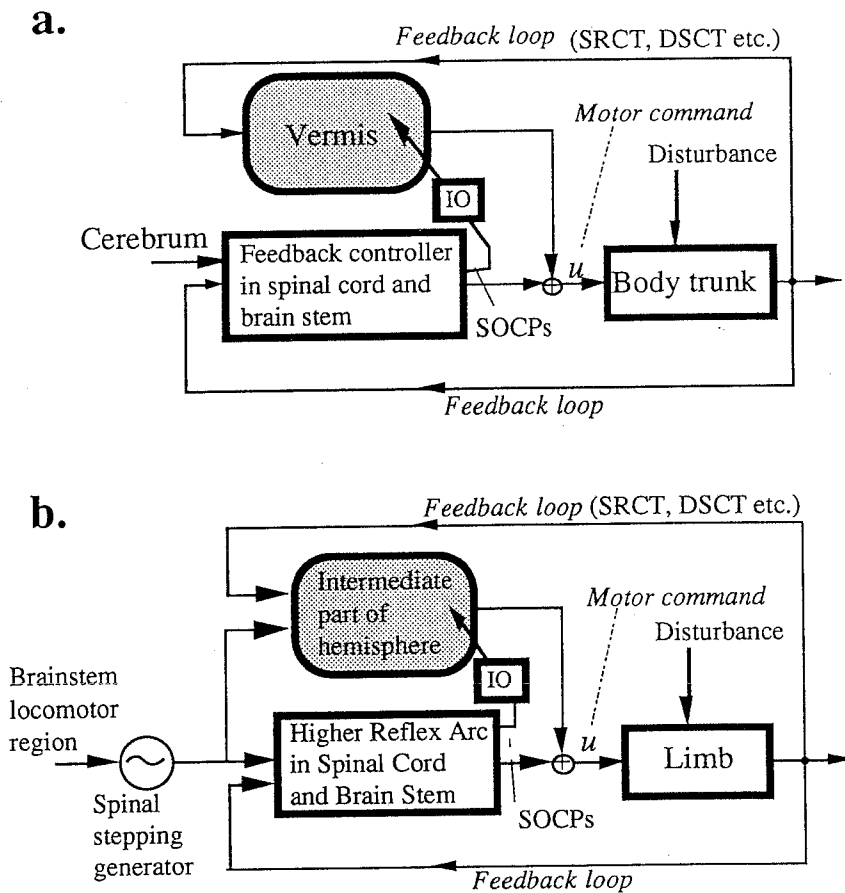 a.
Feedback loop (SRCT, DSCT etc.)
Vermis
Motor command
Disturbance
IO
Cerebrum
Feedback controller
in spinal cord and
brain stem
u
Body trunk
SOCPs
Feedback loop
b.
Feedback loop (SRCT, DSCT etc.)
Intermediate
part of
hemisphere
Motor command
Disturbance
IO
Brainstem
locomotor
region
Higher Reflex Arc
in Spinal Cord
and Brain Stem
u
Limb
SOCPs
Spinal
stepping
generator
Feedback loop